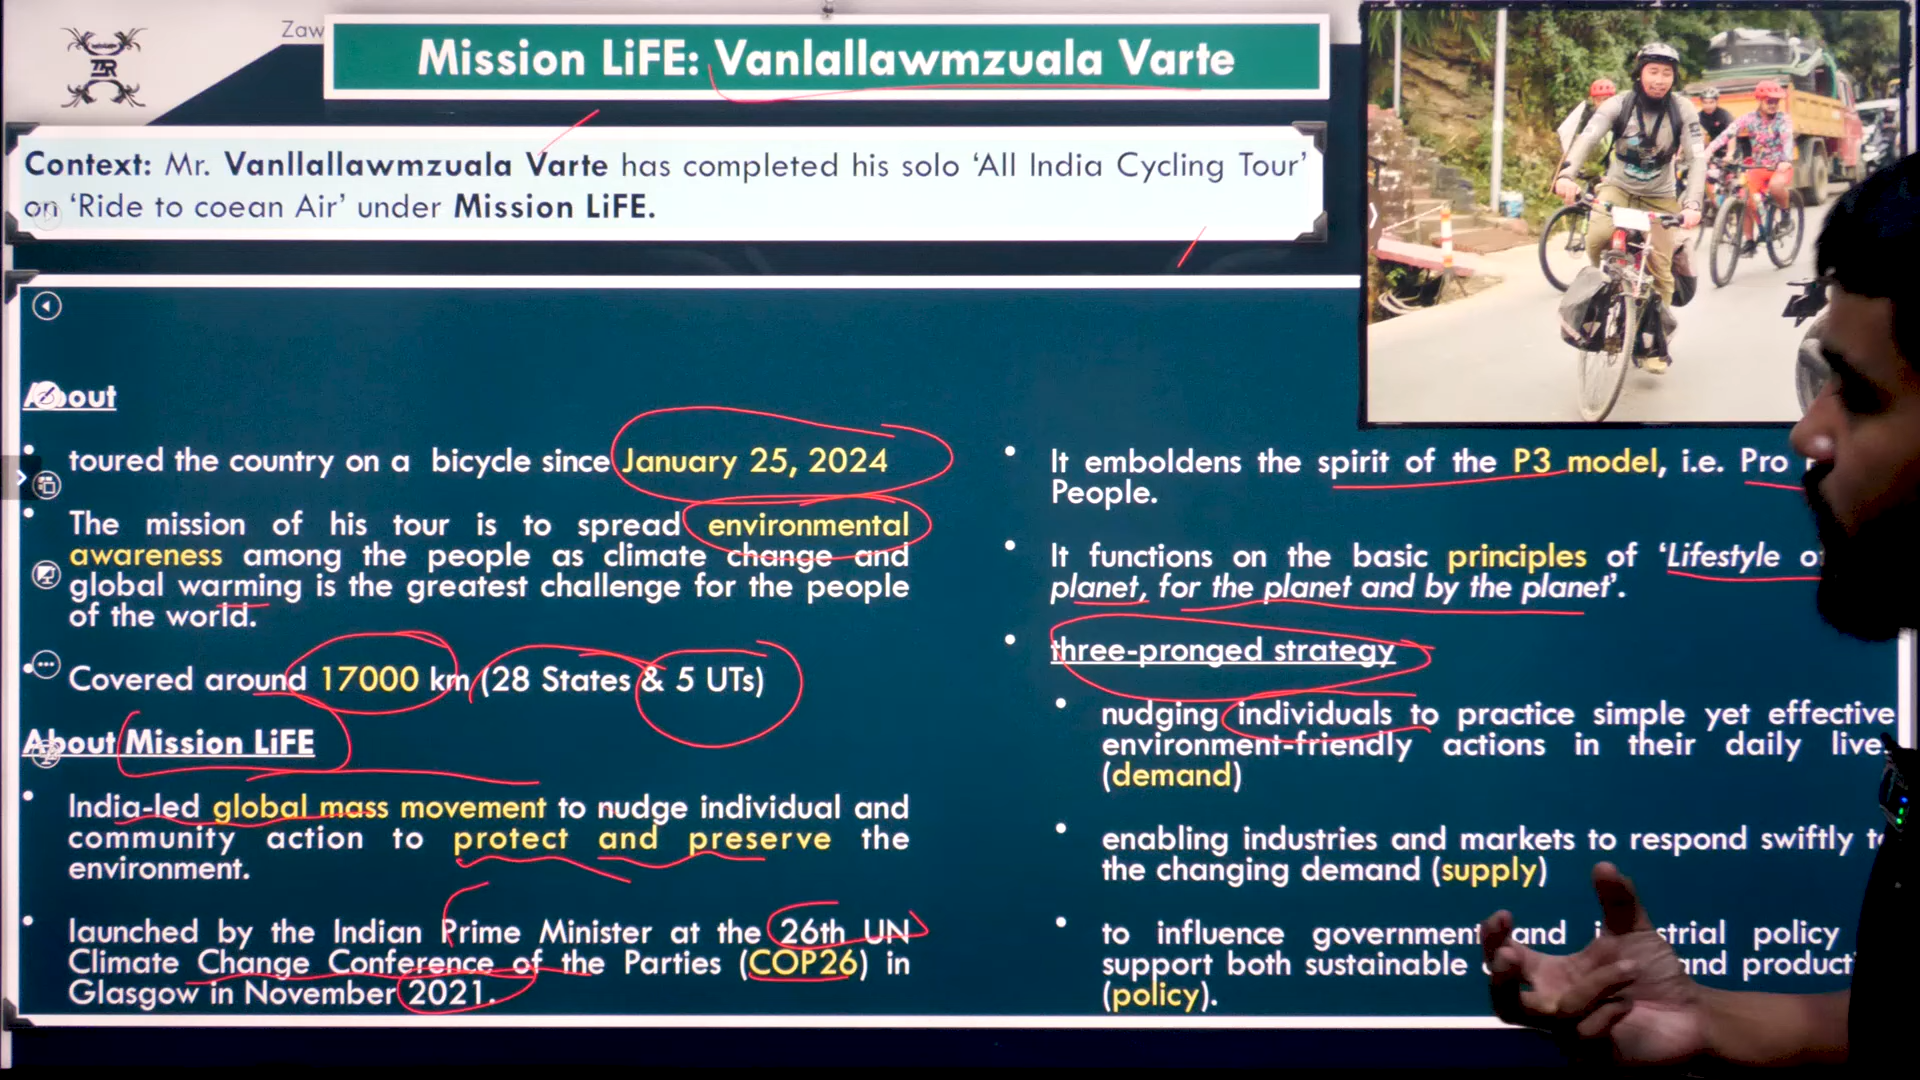 Zaw
Mission LiFE: Vanlallawmzuala Varte
Context: Mr. Vanllallawmzuala Varte has completed his solo ‘All India Cycling Tour’
on ‘Ride to coean Air’ under Mission LiFE.
About
• toured the country on a bicycle since January 25, 2024
• The mission of his tour is to spread environmental
awareness among the people as climate change and
global warming is the greatest challenge for the people
of the world.
• Covered around 17000 km (28 States & 5 UTs)
About Mission LiFE
• India-led global mass movement to nudge individual and
community action to protect and preserve the
environment.
• launched by the Indian Prime Minister at the 26th UN
Climate Change Conference of the Parties (COP26) in
Glasgow in November 2021.
• It emboldens the spirit of the P3 model, i.e. Pro
People.
• It functions on the basic principles of ‘Lifestyle
planet, for the planet and by the planet’.
• three-pronged strategy
• nudging individuals to practice simple yet effective
environment-friendly actions in their daily
(demand)
• enabling industries and markets to respond swiftly
the changing demand (supply)
• to influence government and policy
support both sustainable and
(policy).